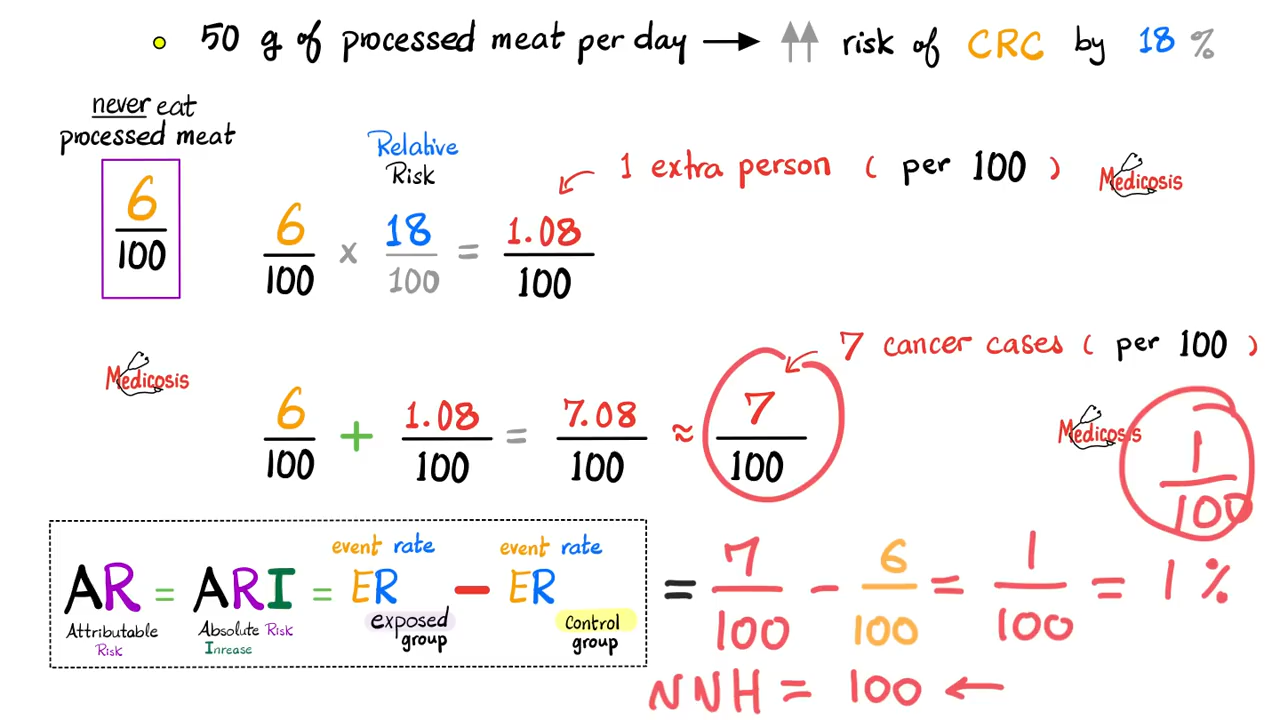 50 g of processed meat per day → ↑↑ risk of CRC by 18 %
never eat
processed meat
6
100
Relative
Risk
6/100 x 18/100 = 1.08/100
1 extra person ( per 100 )
Medicosis
Medicosis
6/100 + 1.08/100 = 7.08/100 ≈ 7/100
7 cancer cases ( per 100 )
Medicosis
1
100
event rate event rate
AR = ARI = ER − ER
Attributable
Risk
Absolute Risk
Inrease
exposed
group
control
group
= 7/100 − 6/100 = 1/100 = 1 %
NNH = 100 ←